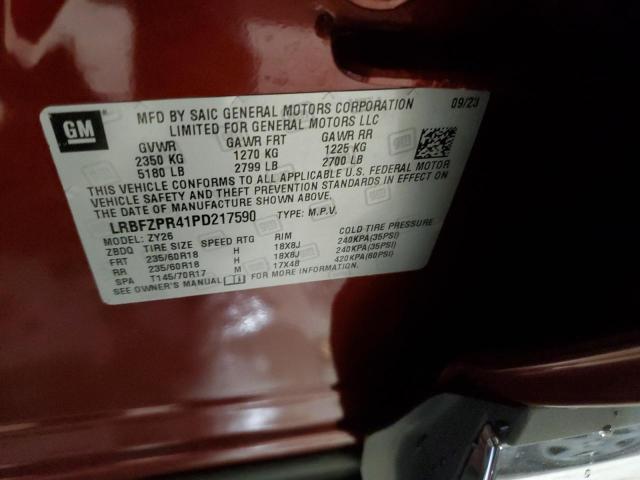 GM
MFD BY SAIC GENERAL MOTORS CORPORATION 09/23
LIMITED FOR GENERAL MOTORS LLC
GVWR GAWR FRT GAWR RR
2350 KG 1270 KG 1225 KG
5180 LB 2799 LB 2700 LB
THIS VEHICLE CONFORMS TO ALL APPLICABLE U.S. FEDERAL MOTOR
VEHICLE SAFETY AND THEFT PREVENTION STANDARDS IN EFFECT ON
THE DATE OF MANUFACTURE SHOWN ABOVE.
LRBFZPR41PD217590 TYPE: M.P.V.
MODEL: ZY26
ZBDQ TIRE SIZE SPEED RTG RIM COLD TIRE PRESSURE
FRT 235/60R18 H 18X8J 240KPA(35PSI)
RR 235/60R18 H 18X8J 240KPA(35PSI)
SPA T145/70R17 M 17X4B 420KPA(60PSI)
SEE OWNER'S MANUAL FOR MORE INFORMATION.